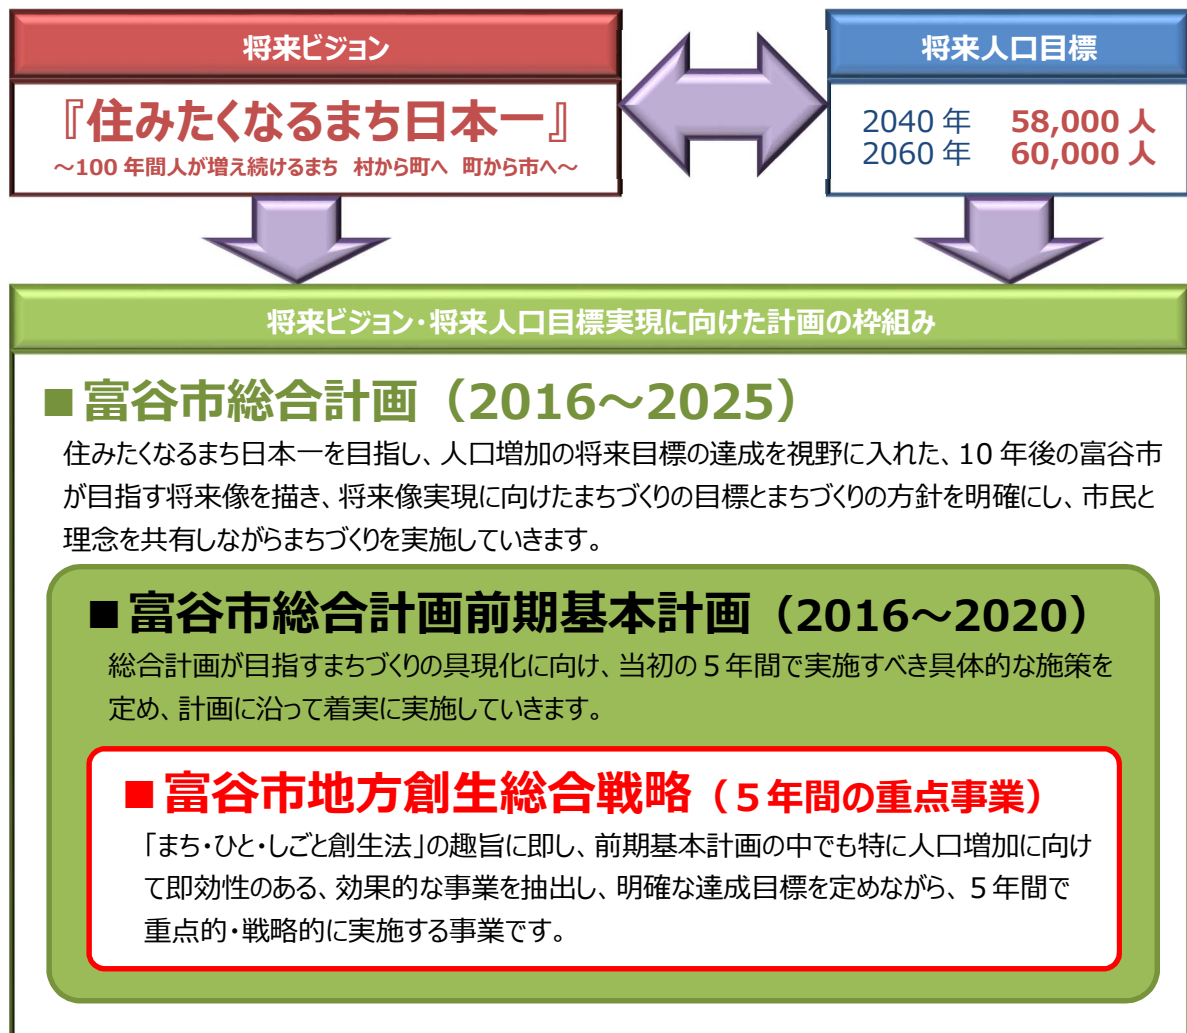 将来ビジョン
『住みたくなるまち日本一』
～100 年間人が増え続けるまち 村から町へ 町から市へ～
将来人口目標
2040 年 58,000 人
2060 年 60,000 人
将来ビジョン・将来人口目標実現に向けた計画の枠組み
■富谷市総合計画（2016～2025）
住みたくなるまち日本一を目指し、人口増加の将来目標の達成を視野に入れた、10 年後の富谷市
が目指す将来像を描き、将来像実現に向けたまちづくりの目標とまちづくりの方針を明確にし、市民と
理念を共有しながらまちづくりを実施していきます。
■富谷市総合計画前期基本計画（2016～2020）
総合計画が目指すまちづくりの具現化に向け、当初の５年間で実施すべき具体的な施策を
定め、計画に沿って着実に実施していきます。
■富谷市地方創生総合戦略（５年間の重点事業）
「まち・ひと・しごと創生法」の趣旨に即し、前期基本計画の中でも特に人口増加に向け
て即効性のある、効果的な事業を抽出し、明確な達成目標を定めながら、５年間で
重点的・戦略的に実施する事業です。